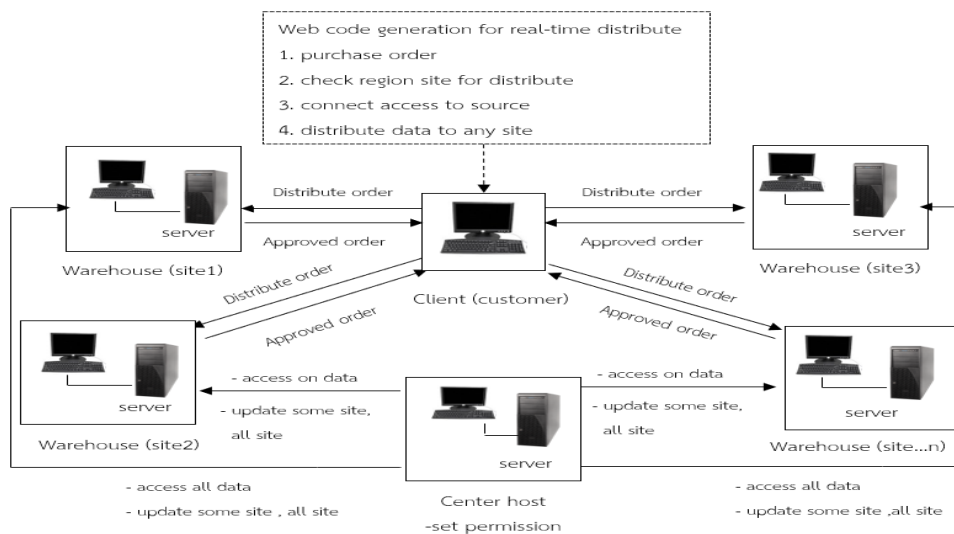 Web code generation for real-time distribute
1. purchase order
2. check region site for distribute
3. connect access to source
4. distribute data to any site
server
Warehouse (site1)
Distribute order
Approved order
Distribute order
Approved order
server
Warehouse (site3)
Client (customer)
Distribute order
Approved order
Distribute order
Approved order
server
Warehouse (site2)
- access on data
- update some site,
all site
- access on data
- update some site,
all site
server
Warehouse (site...n)
server
Center host
-set permission
- access all data
- update some site , all site
- access all data
- update some site ,all site